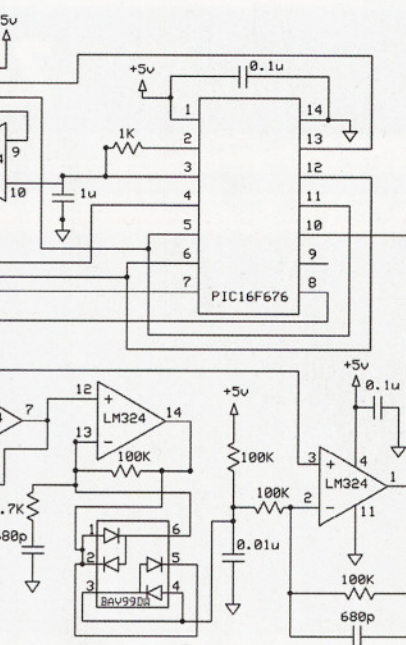 5v
+5v
0.1u
1
14
13
1K
2
9
3
12
10
1u
4
11
5
10
6
9
7
8
PIC16F676
+5v
0.1u
12
+
7
LM324
14
+5v
13
-
100K
100K
3
+
4
LM324
1
100K
2
-
11
.7K
680p
1
6
0.01u
2
5
3
4
BAV99DA
100K
680p